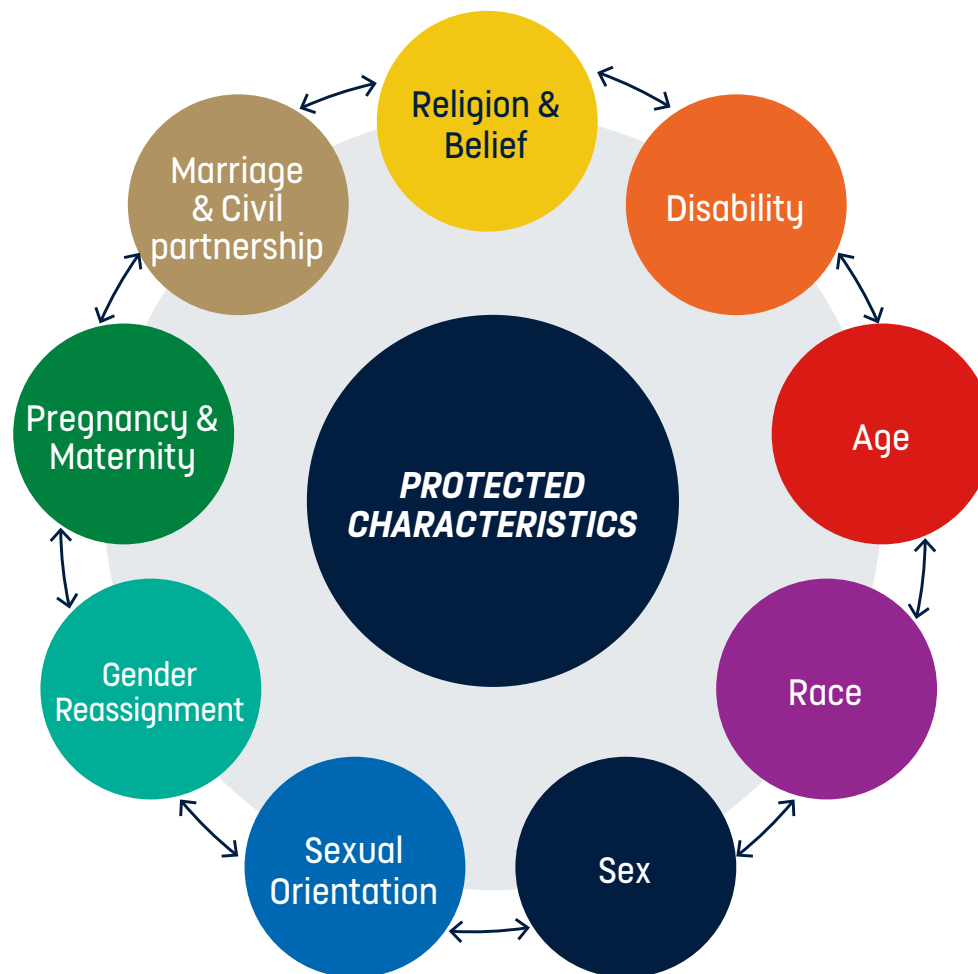 Religion &
Belief
Disability
Age
Race
Sex
Sexual
Orientation
Gender
Reassignment
Pregnancy &
Maternity
Marriage
& Civil
partnership
PROTECTED
CHARACTERISTICS